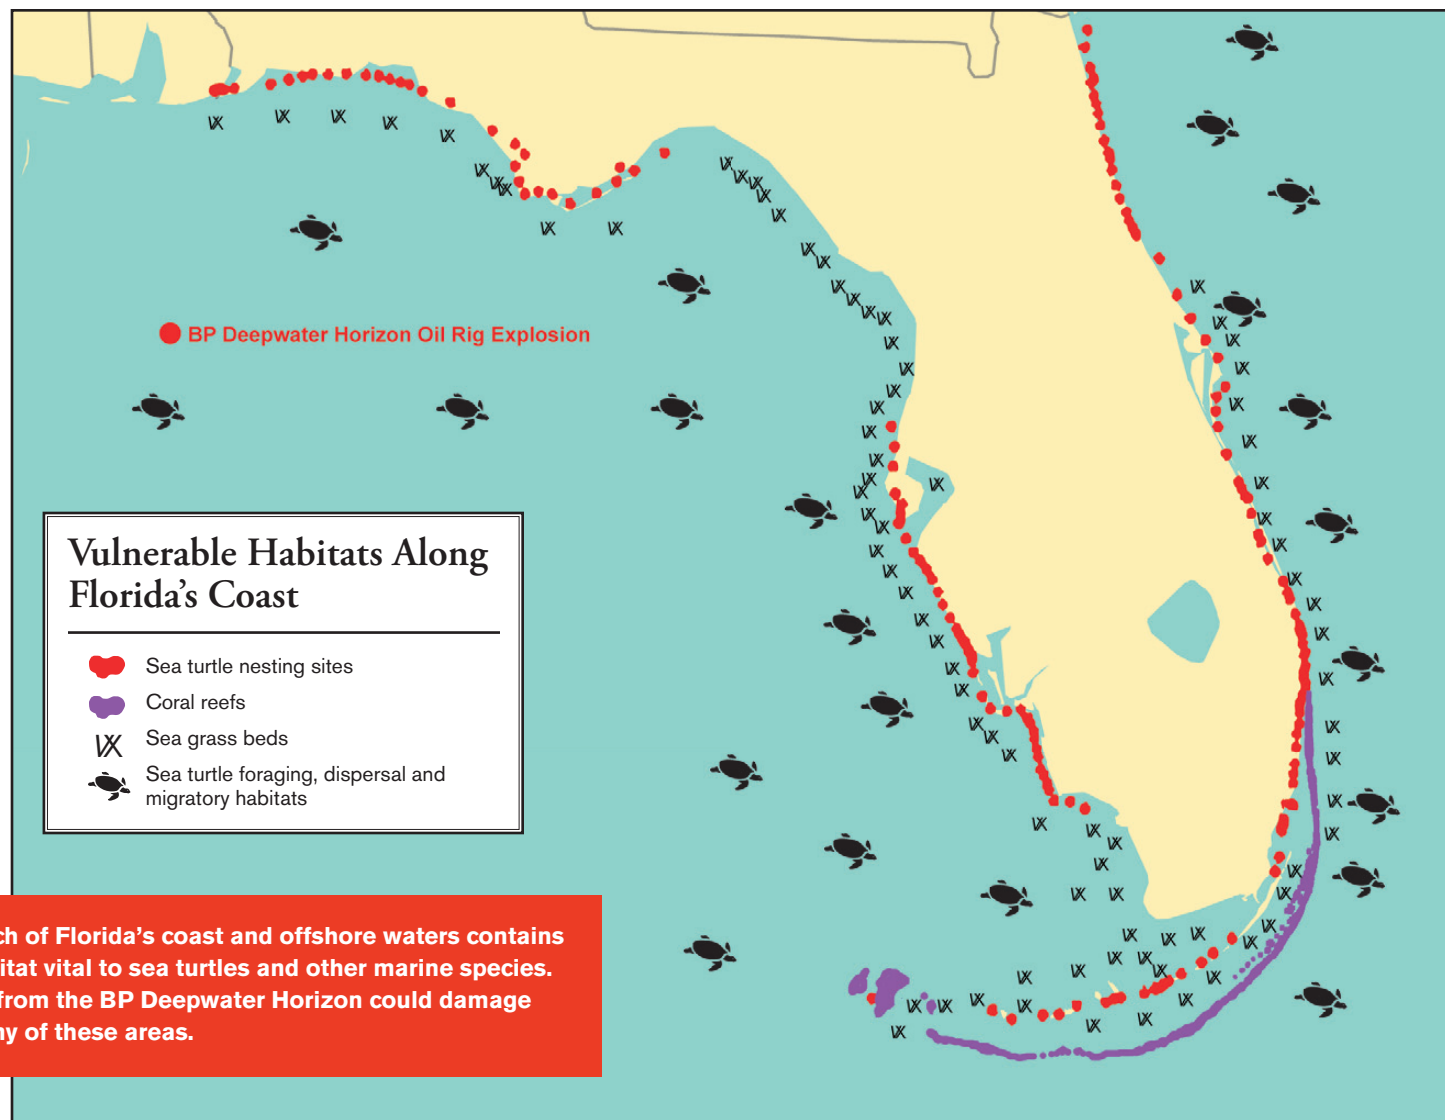 BP Deepwater Horizon Oil Rig Explosion
Vulnerable Habitats Along
Florida's Coast
Sea turtle nesting sites
Coral reefs
Sea grass beds
Sea turtle foraging, dispersal and
migratory habitats
of Florida's coast and offshore waters contains
vital to sea turtles and other marine species.
from the BP Deepwater Horizon could damage
of these areas.